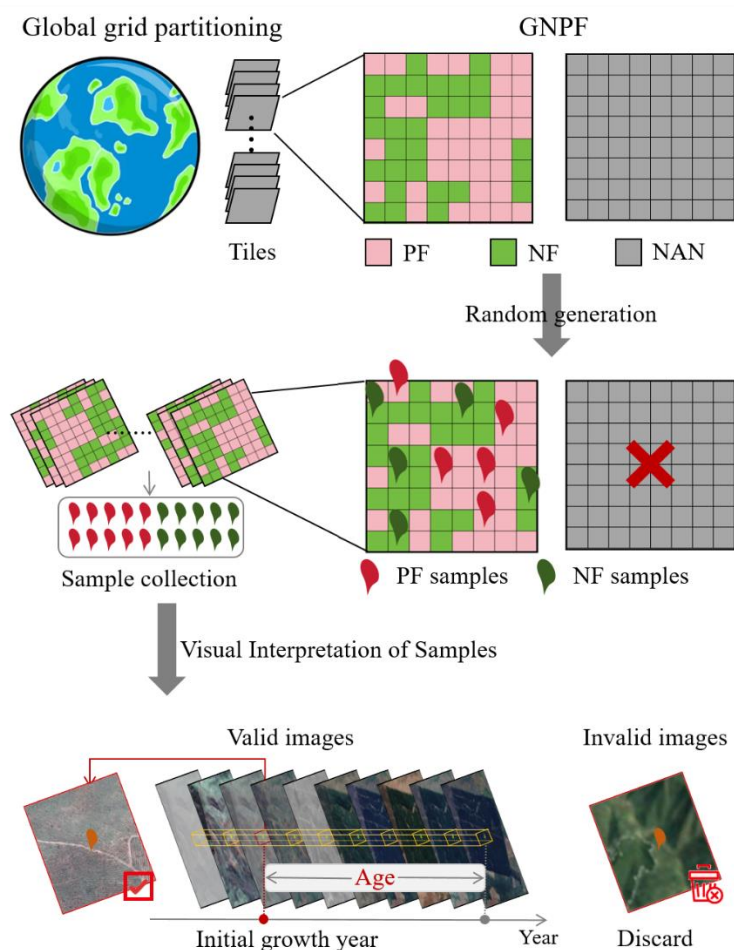 Global grid partitioning
GNPF
Tiles
PF
NF
NAN
Random generation
Sample collection
PF samples
NF samples
Visual Interpretation of Samples
Valid images
Invalid images
Age
Initial growth year
Year
Discard